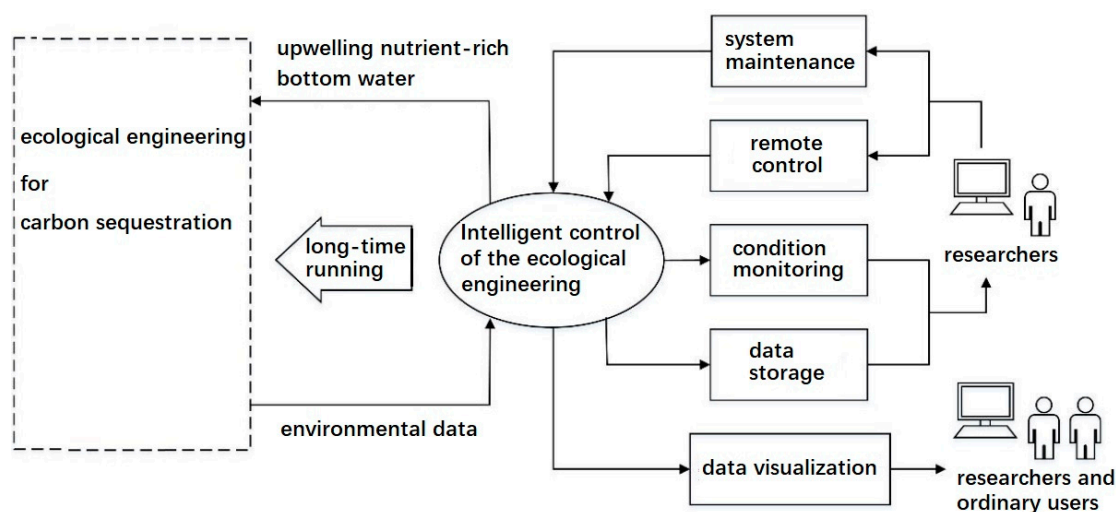 upwelling nutrient-rich
bottom water
ecological engineering
for
carbon sequestration
long-time
running
environmental data
Intelligent control
of the ecological
engineering
system
maintenance
remote
control
condition
monitoring
data
storage
data visualization
researchers
researchers and
ordinary users